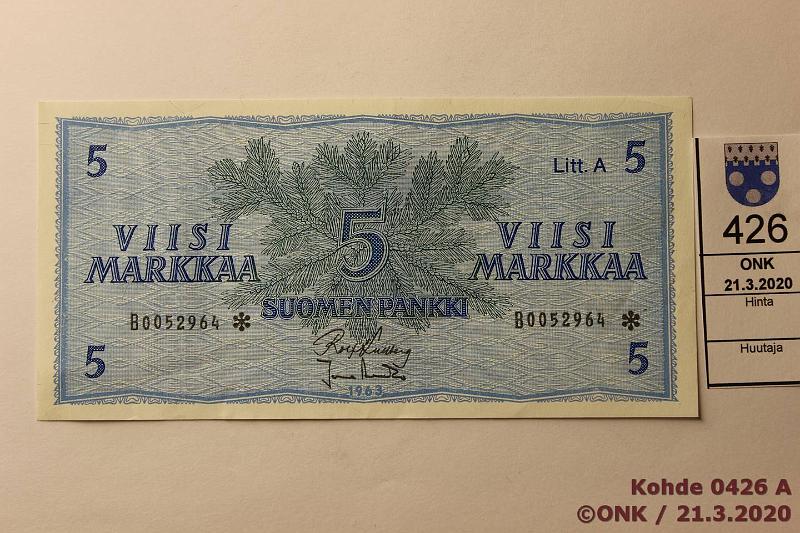 5
Litt. A 5
5
VIISI
MARKKAA
VIISI
MARKKAA
SUOMEN PANKKI
B0052964 *
B0052964 *
5
5
1963
426
ONK
21.3.2020
Hinta
Huutaja
Kohde 0426 A
©ONK / 21.3.2020